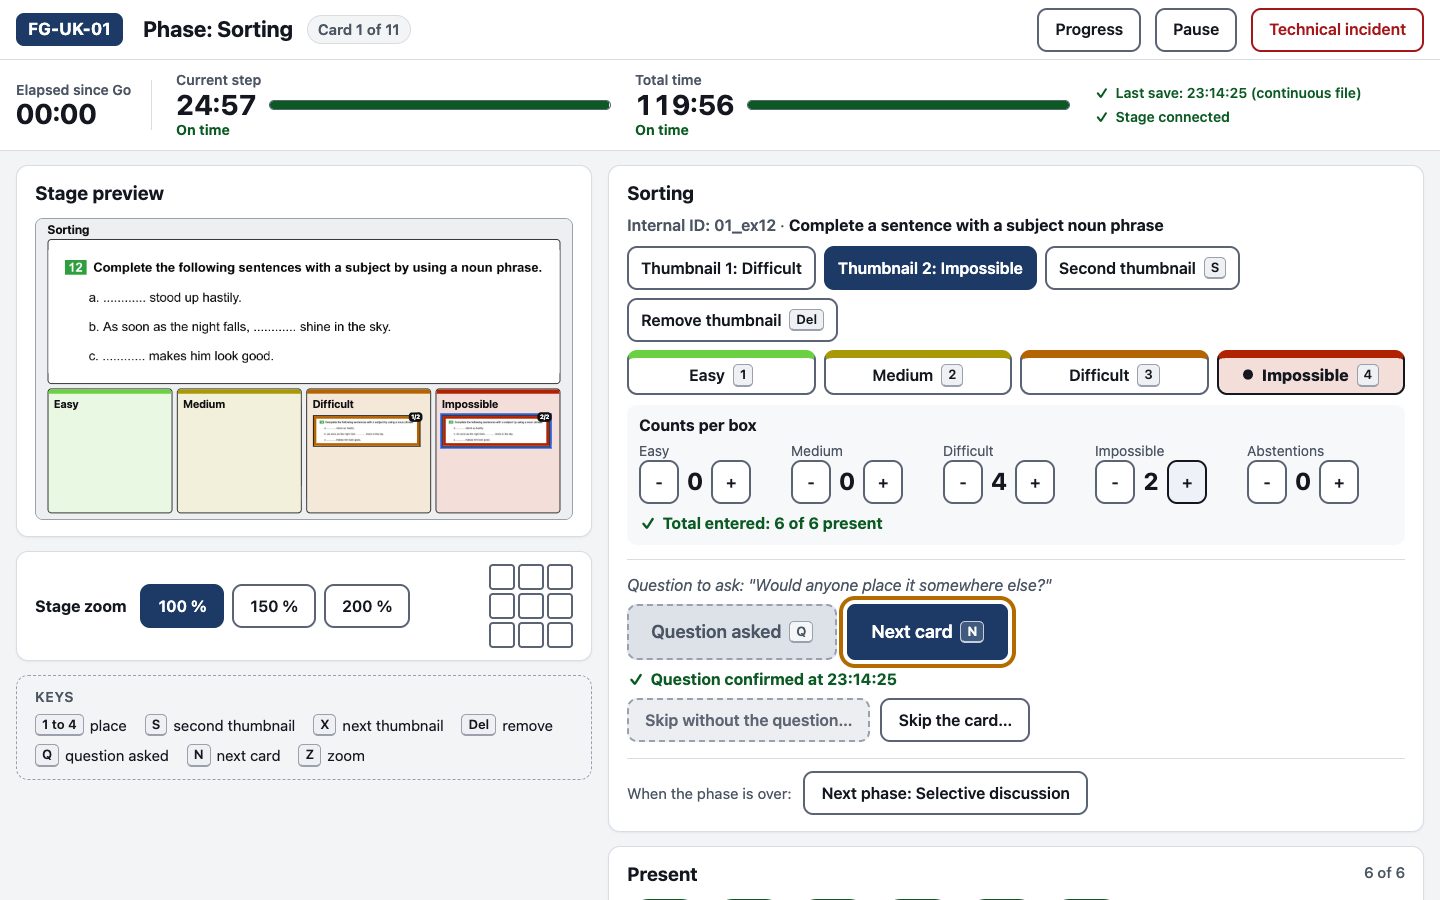 FG-UK-01
Phase: Sorting
Card 1 of 11
Progress
Pause
Technical incident
Elapsed since Go
00:00
Current step
24:57
On time
Total time
119:56
On time
✓ Last save: 23:14:25 (continuous file)
✓ Stage connected
Stage preview
Sorting
12 Complete the following sentences with a subject by using a noun phrase.
a. ............ stood up hastily.
b. As soon as the night falls, ............ shine in the sky.
c. ............ makes him look good.
Easy
Medium
Difficult
1/2
Impossible
2/2
Stage zoom
100 %
150 %
200 %
KEYS
1 to 4 place
S second thumbnail
X next thumbnail
Del remove
Q question asked
N next card
Z zoom
Sorting
Internal ID: 01_ex12 · Complete a sentence with a subject noun phrase
Thumbnail 1: Difficult
Thumbnail 2: Impossible
Second thumbnail S
Remove thumbnail Del
Easy 1
Medium 2
Difficult 3
Impossible 4
Counts per box
Easy
- 0 +
Medium
- 0 +
Difficult
- 4 +
Impossible
- 2 +
Abstentions
- 0 +
✓ Total entered: 6 of 6 present
Question to ask: "Would anyone place it somewhere else?"
Question asked Q
Next card N
✓ Question confirmed at 23:14:25
Skip without the question...
Skip the card...
When the phase is over:
Next phase: Selective discussion
Present
6 of 6